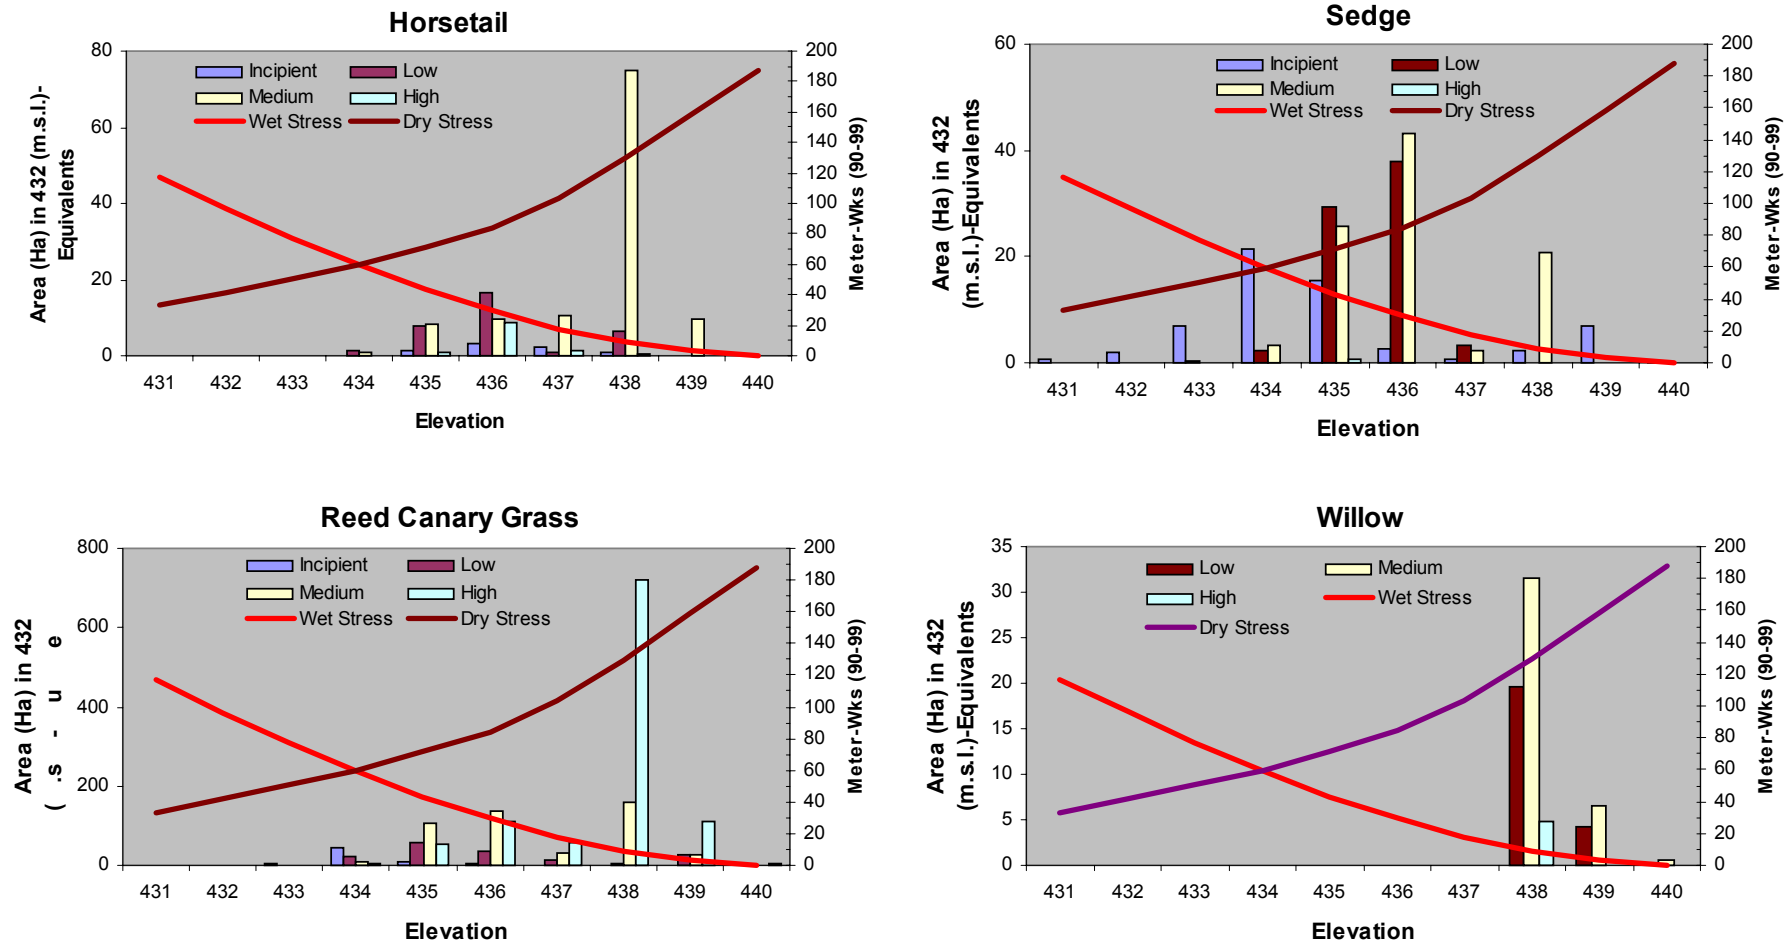 Horsetail
Area (Ha) in 432 (m.s.l.)-
Equivalents
80
60
40
20
0
Incipient Low
Medium High
Wet Stress Dry Stress
200
180
160
140
120
100
80
60
40
20
0
Meter-Wks (90-99)
431 432 433 434 435 436 437 438 439 440
Elevation
Sedge
Area (Ha) in 432
(m.s.l.)-Equivalents
60
40
20
0
Incipient Low
Medium High
Wet Stress Dry Stress
200
180
160
140
120
100
80
60
40
20
0
Meter-Wks (90-99)
431 432 433 434 435 436 437 438 439 440
Elevation
Reed Canary Grass
Area (Ha) in 432
( .s - u e
800
600
400
200
0
Incipient Low
Medium High
Wet Stress Dry Stress
200
180
160
140
120
100
80
60
40
20
0
Meter-Wks (90-99)
431 432 433 434 435 436 437 438 439 440
Elevation
Willow
Area (Ha) in 432
(m.s.l.)-Equivalents
35
30
25
20
15
10
5
0
Low Medium
High Wet Stress
Dry Stress
200
180
160
140
120
100
80
60
40
20
0
Meter-Wks (90-99)
431 432 433 434 435 436 437 438 439 440
Elevation